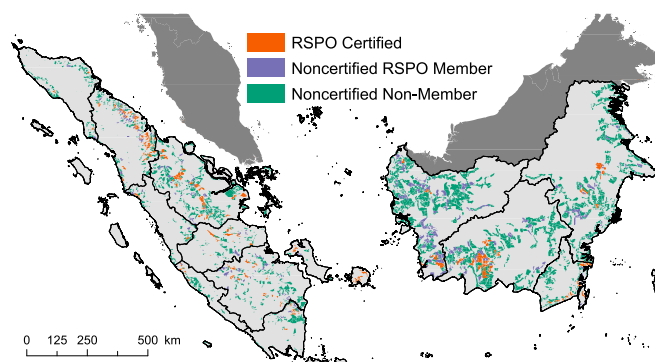 RSPO Certified
Noncertified RSPO Member
Noncertified Non-Member
0 125 250 500 km